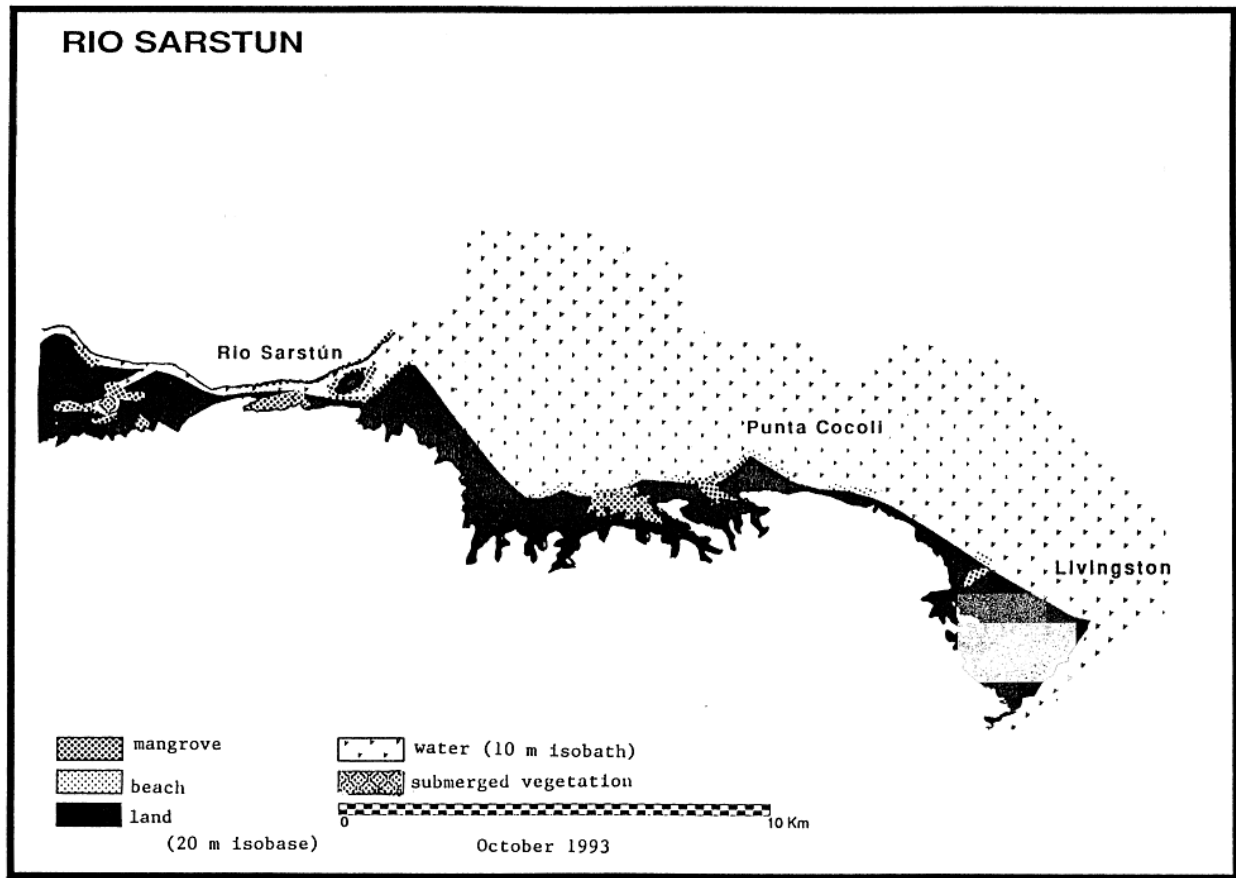 RIO SARSTUN
Rio Sarstún
'Punta Cocoli
Livingston
mangrove
beach
land
(20 m isobase)
water (10 m isobath)
submerged vegetation
0
10 Km
October 1993